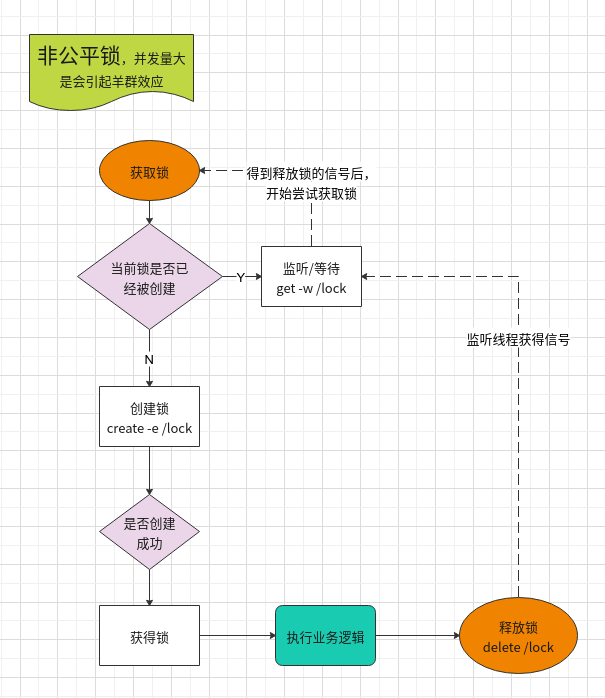 非公平锁，并发量大
是会引起羊群效应
获取锁
得到释放锁的信号后，
开始尝试获取锁
当前锁是否已
经被创建
Y
监听/等待
get -w /lock
监听线程获得信号
N
创建锁
create -e /lock
是否创建
成功
获得锁
执行业务逻辑
释放锁
delete /lock